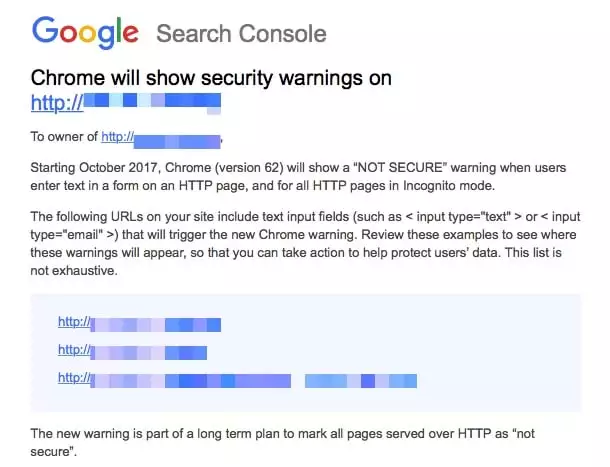 Google Search Console
Chrome will show security warnings on
http://
To owner of http://,
Starting October 2017, Chrome (version 62) will show a “NOT SECURE” warning when users
enter text in a form on an HTTP page, and for all HTTP pages in Incognito mode.
The following URLs on your site include text input fields (such as < input type="text" > or < input
type="email" >) that will trigger the new Chrome warning. Review these examples to see where
these warnings will appear, so that you can take action to help protect users’ data. This list is
not exhaustive.
http://
http://
http://
The new warning is part of a long term plan to mark all pages served over HTTP as “not
secure”.